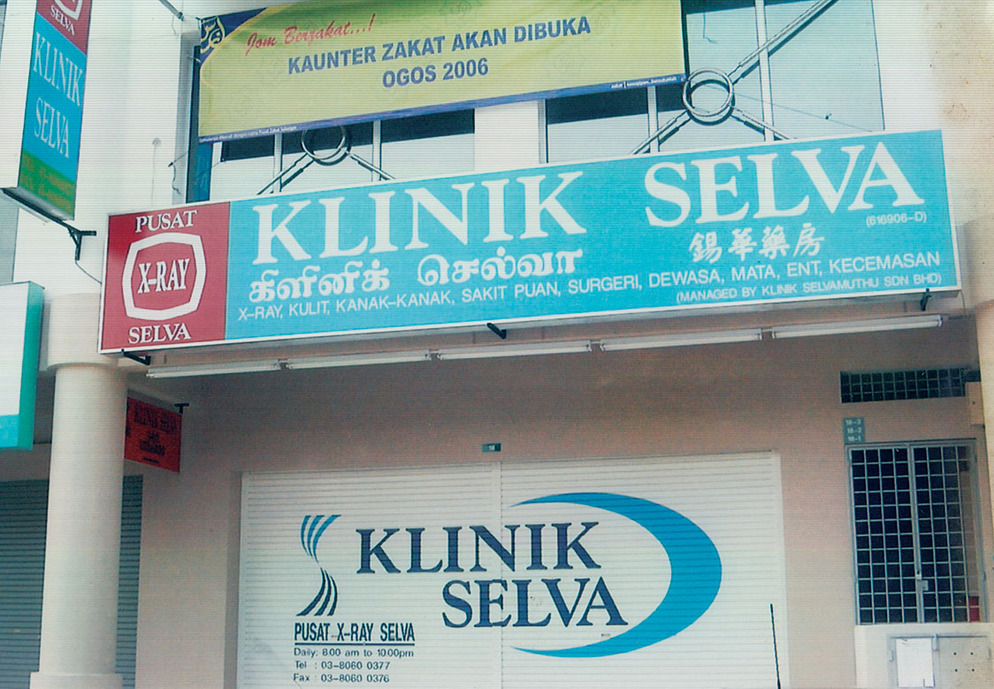 SELVA
KLINIK
SELVA
Jom Berzakat...!
KAUNTER ZAKAT AKAN DIBUKA
OGOS 2006
PUSAT
X-RAY
SELVA
KLINIK SELVA
(616906-D)
கிளினிக் செல்வா
錫華藥房
X-RAY, KULIT, KANAK-KANAK, SAKIT PUAN, SURGERI, DEWASA, MATA, ENT, KECEMASAN
(MANAGED BY KLINIK SELVAMUTHU SDN BHD)
KLINIK
SELVA
PUSAT X-RAY SELVA
Daily: 8.00 am to 10.00pm
Tel : 03-8060 0377
Fax : 03-8060 0376